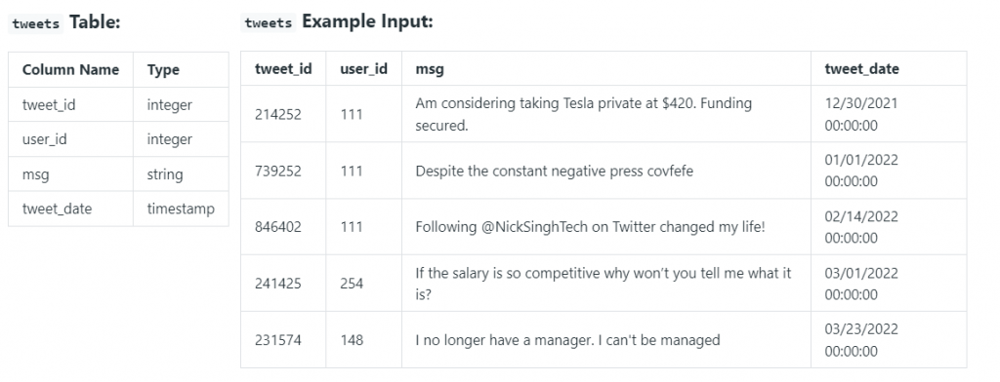 tweets Table:
Column Name Type
tweet_id integer
user_id integer
msg string
tweet_date timestamp
tweets Example Input:
tweet_id user_id msg tweet_date
214252 111 Am considering taking Tesla private at $420. Funding secured. 12/30/2021 00:00:00
739252 111 Despite the constant negative press covfefe 01/01/2022 00:00:00
846402 111 Following @NickSinghTech on Twitter changed my life! 02/14/2022 00:00:00
241425 254 If the salary is so competitive why won’t you tell me what it is? 03/01/2022 00:00:00
231574 148 I no longer have a manager. I can't be managed 03/23/2022 00:00:00